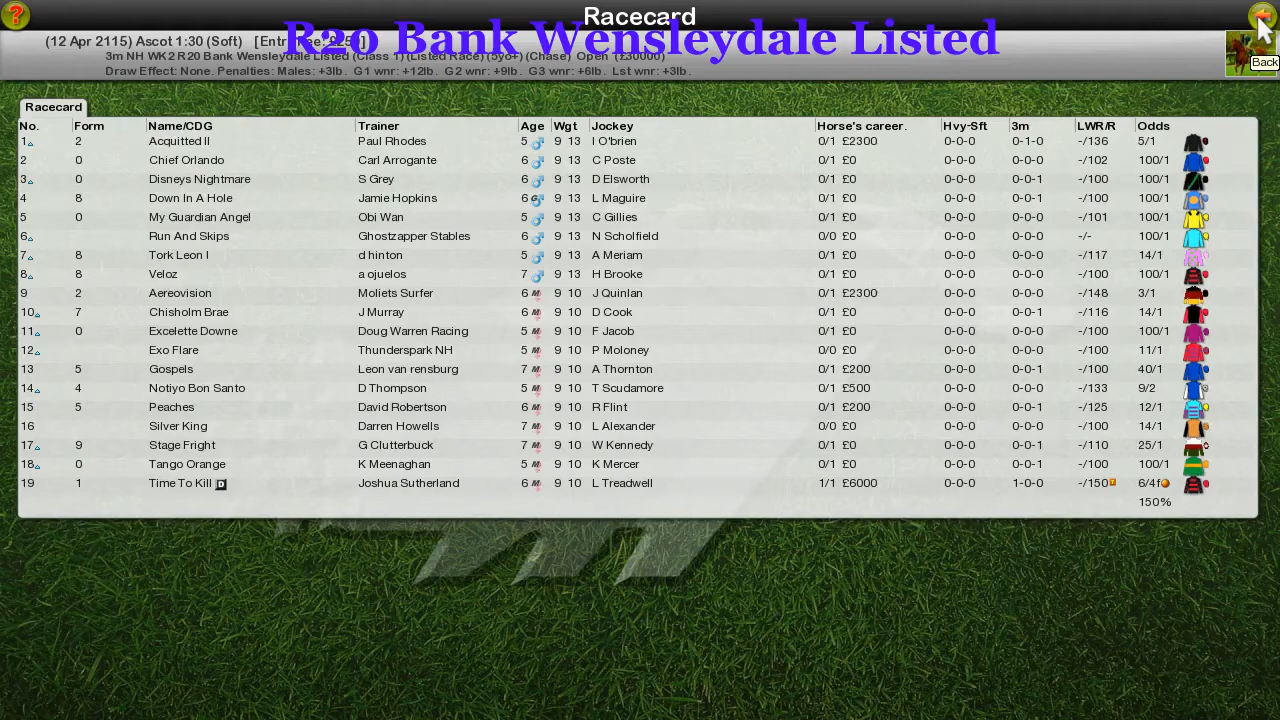 Racecard
R20 Bank Wensleydale Listed
(12 Apr 2115) Ascot 1:30 (Soft) [Entr
3m NH WK2 R20 Bank Wensleydale Listed (Class 1) (Listed Race) (5yo+) (Chase) Open (£30000)
Draw Effect: None. Penalties: Males: +3lb. G1 wnr: +12lb. G2 wnr: +9lb. G3 wnr: +6lb. Lst wnr: +3lb.
Back
Racecard
No. Form Name/CDG Trainer Age Wgt Jockey Horse's career. Hvy-Sft 3m LWR/R Odds
1 2 Acquitted II Paul Rhodes 5 9 13 I O'brien 0/1 £2300 0-0-0 0-1-0 -/136 5/1
2 0 Chief Orlando Carl Arrogante 6 9 13 C Poste 0/1 £0 0-0-0 0-0-0 -/102 100/1
3 0 Disneys Nightmare S Grey 6 9 13 D Elsworth 0/1 £0 0-0-0 0-0-1 -/100 100/1
4 8 Down In A Hole Jamie Hopkins 6 9 13 L Maguire 0/1 £0 0-0-0 0-0-1 -/100 100/1
5 0 My Guardian Angel Obi Wan 5 9 13 C Gillies 0/1 £0 0-0-0 0-0-0 -/101 100/1
6 Run And Skips Ghostzapper Stables 6 9 13 N Scholfield 0/0 £0 0-0-0 0-0-0 -/- 100/1
7 8 Tork Leon I d hinton 5 9 13 A Meriam 0/1 £0 0-0-0 0-0-0 -/117 14/1
8 8 Veloz a ojuelos 7 9 13 H Brooke 0/1 £0 0-0-0 0-0-0 -/100 100/1
9 2 Aereovision Moliets Surfer 6 9 10 J Quinlan 0/1 £2300 0-0-0 0-0-0 -/148 3/1
10 7 Chisholm Brae J Murray 6 9 10 D Cook 0/1 £0 0-0-0 0-0-1 -/116 14/1
11 0 Excelette Downe Doug Warren Racing 5 9 10 F Jacob 0/1 £0 0-0-0 0-0-0 -/100 100/1
12 Exo Flare Thunderspark NH 5 9 10 P Moloney 0/0 £0 0-0-0 0-0-0 -/100 11/1
13 5 Gospels Leon van rensburg 7 9 10 A Thornton 0/1 £200 0-0-0 0-0-1 -/100 40/1
14 4 Notiyo Bon Santo D Thompson 5 9 10 T Scudamore 0/1 £500 0-0-0 0-0-0 -/133 9/2
15 5 Peaches David Robertson 6 9 10 R Flint 0/1 £200 0-0-0 0-0-1 -/125 12/1
16 Silver King Darren Howells 7 9 10 L Alexander 0/0 £0 0-0-0 0-0-0 -/100 14/1
17 9 Stage Fright G Clutterbuck 7 9 10 W Kennedy 0/1 £0 0-0-0 0-0-1 -/110 25/1
18 0 Tango Orange K Meenaghan 5 9 10 K Mercer 0/1 £0 0-0-0 0-0-1 -/100 100/1
19 1 Time To Kill D Joshua Sutherland 6 9 10 L Treadwell 1/1 £6000 0-0-0 1-0-0 -/150 6/4f
150%